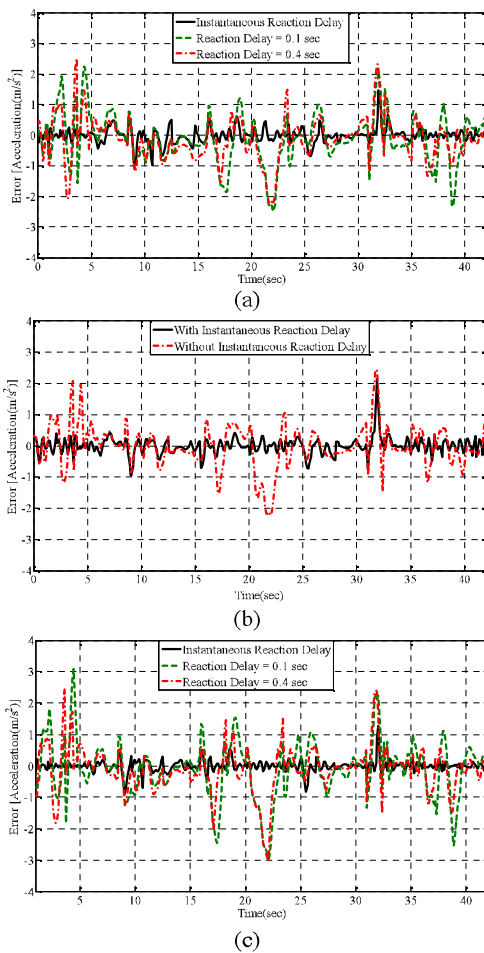 Instantaneous Reaction Delay
Reaction Delay = 0.1 sec
Reaction Delay = 0.4 sec
Error [Acceleration(m/s²)]
4
3
2
1
0
-1
-2
-3
-4
0 5 10 15 20 25 30 35 40
Time(sec)
(a)
With Instantaneous Reaction Delay
Without Instantaneous Reaction Delay
Error [Acceleration(m/s²)]
4
3
2
1
0
-1
-2
-3
-4
0 5 10 15 20 25 30 35 40
Time(sec)
(b)
Instantaneous Reaction Delay
Reaction Delay = 0.1 sec
Reaction Delay = 0.4 sec
Error [Acceleration(m/s²)]
4
3
2
1
0
-1
-2
-3
-4
5 10 15 20 25 30 35 40
Time(sec)
(c)